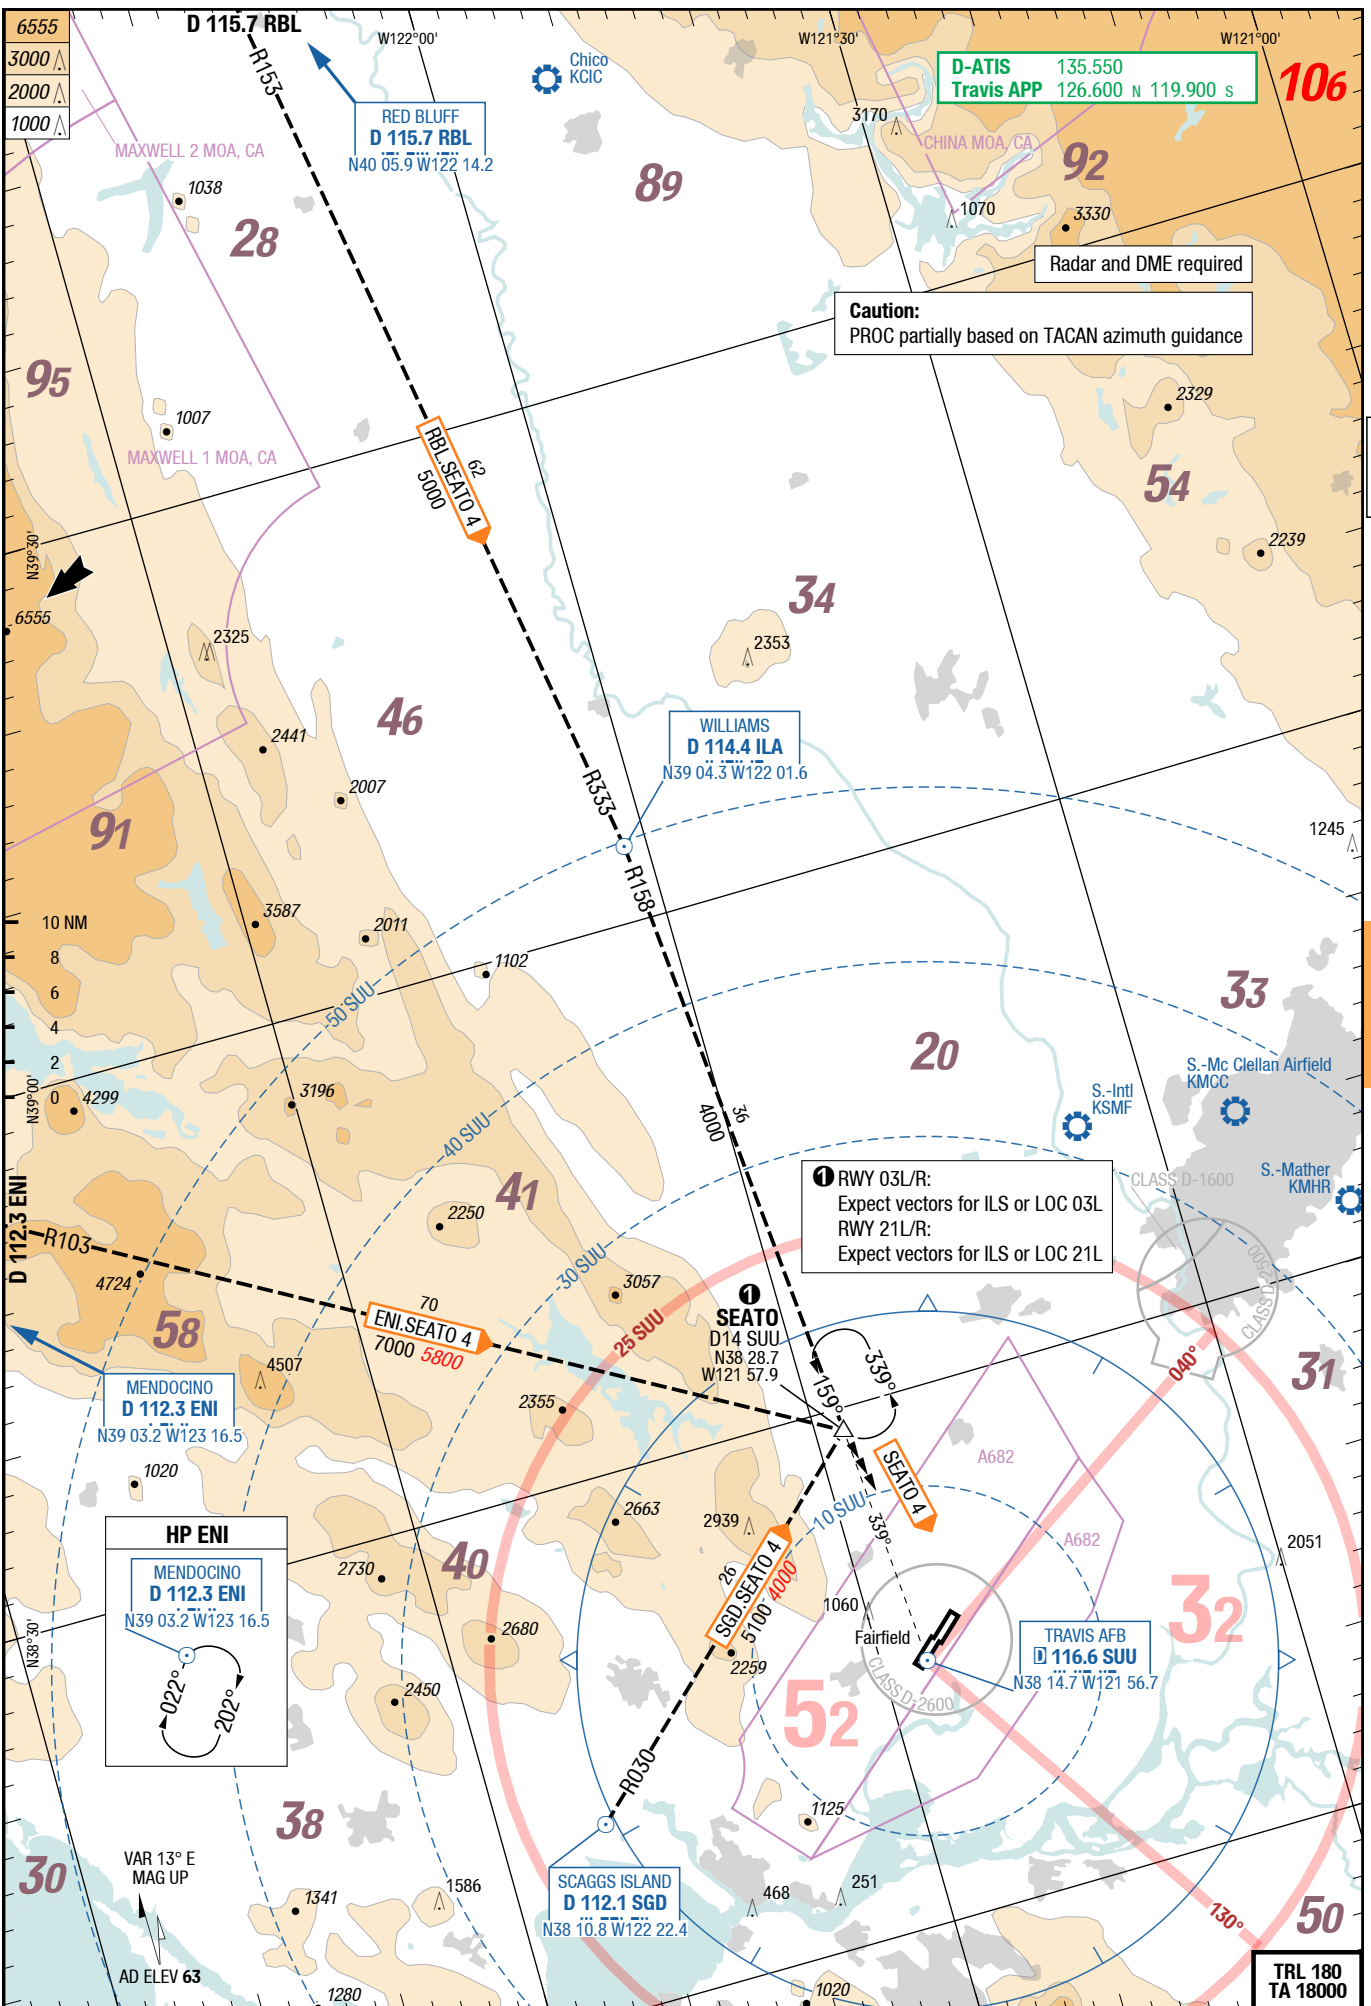 6555
3000
2000
1000
D 115.7 RBL
R153
W122°00'
W121°30'
W121°00'
Chico
KCIC
D-ATIS 135.550
Travis APP 126.600 N 119.900 S
106
RED BLUFF
D 115.7 RBL
N40 05.9 W122 14.2
MAXWELL 2 MOA, CA
1038
28
89
3170
CHINA MOA, CA
92
1070
3330
Radar and DME required
Caution:
PROC partially based on TACAN azimuth guidance
95
1007
MAXWELL 1 MOA, CA
2329
54
RBL.SEATO 4
62
5000
N39°30'
2239
6555
34
2325
2353
46
2441
WILLIAMS
D 114.4 ILA
N39 04.3 W122 01.6
2007
R333
91
1245
R158
3587
2011
10 NM
8
6
4
2
0
1102
50 SUU
33
20
N39°00'
4299
3196
S.-Mc Clellan Airfield
KMCC
S.-Intl
KSMF
36
4000
40 SUU
41
S.-Mather
KMHR
CLASS D-1600
❶ RWY 03L/R:
Expect vectors for ILS or LOC 03L
RWY 21L/R:
Expect vectors for ILS or LOC 21L
D 112.3 ENI
R103
2250
30 SUU
CLASS D-2500
4724
3057
58
70
ENI.SEATO 4
7000 5800
25 SUU
❶
SEATO
D14 SUU
N38 28.7
W121 57.9
159°
339°
040°
31
4507
MENDOCINO
D 112.3 ENI
N39 03.2 W123 16.5
2355
A682
SEATO 4
1020
2663
2939
10 SUU
339°
A682
2051
HP ENI
MENDOCINO
D 112.3 ENI
N39 03.2 W123 16.5
022°
202°
2730
40
26
SGD.SEATO 4
5100 4000
32
1060
Fairfield
TRAVIS AFB
D 116.6 SUU
N38 14.7 W121 56.7
N38°30'
2680
2259
CLASS D-2600
2450
52
R030
38
1125
30
VAR 13° E
MAG UP
1341
1586
SCAGGS ISLAND
D 112.1 SGD
N38 10.8 W122 22.4
468
251
130°
50
AD ELEV 63
1280
1020
TRL 180
TA 18000